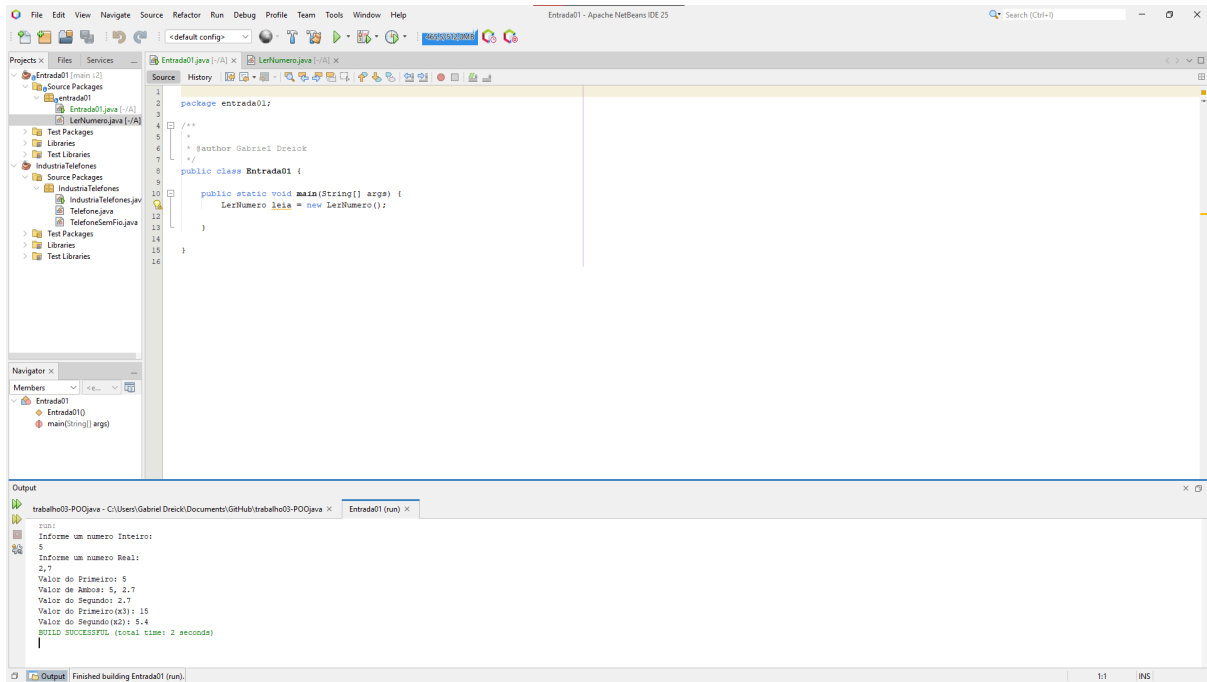 File Edit View Navigate Source Refactor Run Debug Profile Team Tools Window Help
Entrada01 - Apache NetBeans IDE 25
Search (Ctrl+I)
<default config>
Projects Files Services
Entrada01.java [-/A] LerNumero.java [-/A]
Source History
Entrada01 [main ↓2]
Source Packages
entrada01
Entrada01.java [-/A]
LerNumero.java [-/A]
Test Packages
Libraries
Test Libraries
IndustriaTelefones
Source Packages
IndustriaTelefones
IndustriaTelefones.jav
Telefone.java
TelefoneSemFio.java
Test Packages
Libraries
Test Libraries
1
2 package entrada01;
3
4 /**
5 *
6 * @author Gabriel Dreick
7 */
8 public class Entrada01 {
9
10 public static void main(String[] args) {
LerNumero leia = new LerNumero();
12
13 }
14
15 }
16
Navigator
Members <e...
Entrada01
Entrada01()
main(String[] args)
Output
trabalho03-POOjava - C:\Users\Gabriel Dreick\Documents\GitHub\trabalho03-POOjava Entrada01 (run)
run:
Informe um numero Inteiro:
5
Informe um numero Real:
2,7
Valor do Primeiro: 5
Valor de Ambos: 5, 2.7
Valor do Segundo: 2.7
Valor do Primeiro(x3): 15
Valor do Segundo(x2): 5.4
BUILD SUCCESSFUL (total time: 2 seconds)
Output Finished building Entrada01 (run).
1:1 INS